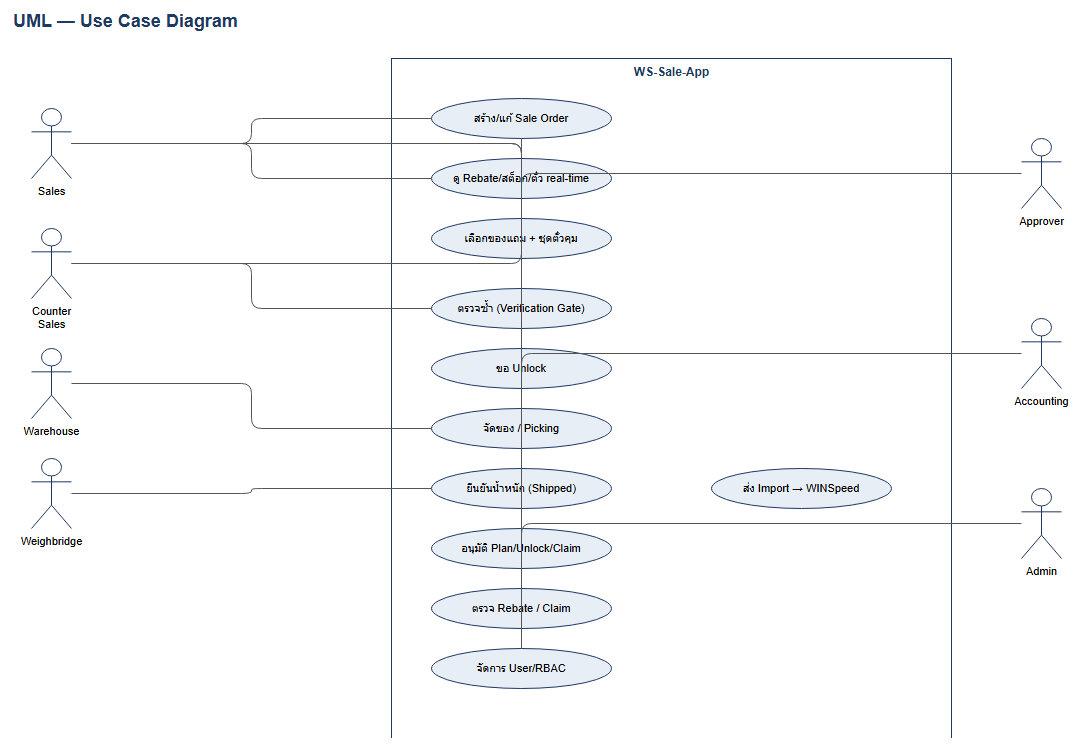 UML — Use Case Diagram
WS-Sale-App
สร้าง/แก้ Sale Order
ดู Rebate/สต็อก/ตั๋ว real-time
เลือกของแถม + ชุดตั๋วคุม
ตรวจซ้ำ (Verification Gate)
ขอ Unlock
จัดของ / Picking
ยืนยันน้ำหนัก (Shipped)
ส่ง Import → WINSpeed
อนุมัติ Plan/Unlock/Claim
ตรวจ Rebate / Claim
จัดการ User/RBAC
Sales
Counter
Sales
Warehouse
Weighbridge
Approver
Accounting
Admin